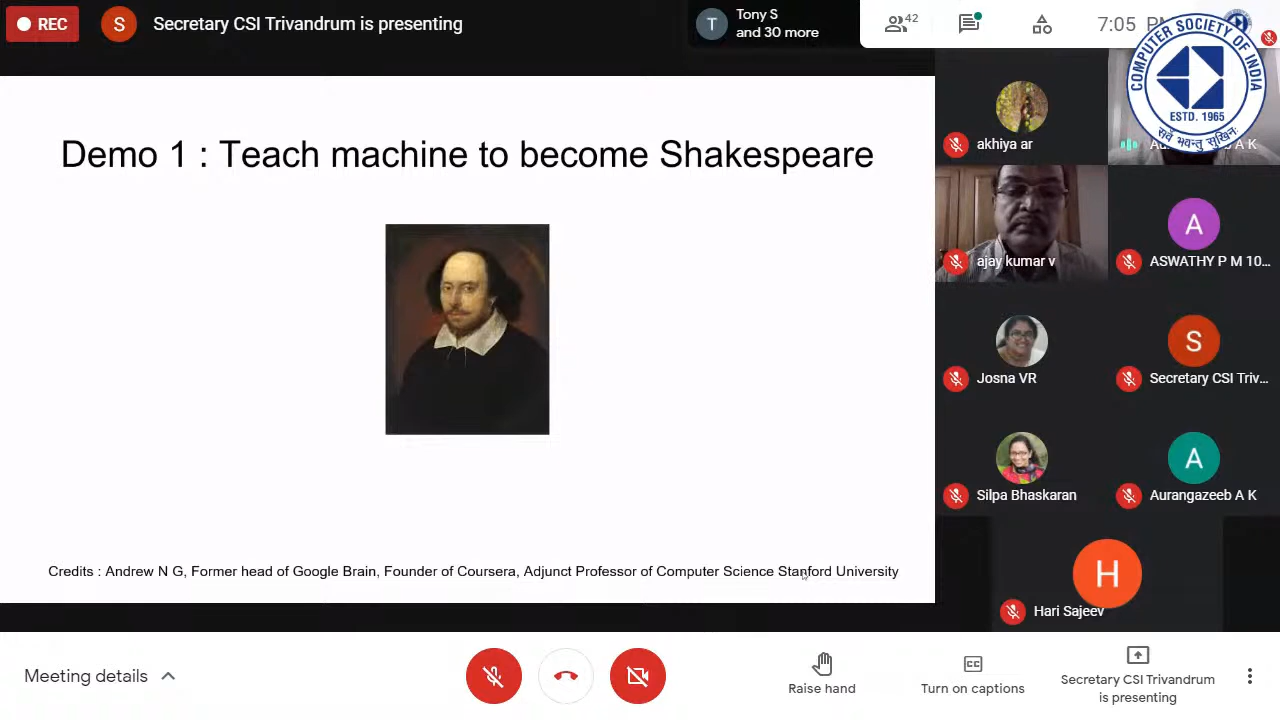 REC
S
Secretary CSI Trivandrum is presenting
T
Tony S
and 30 more
42
7:05
COMPUTER SOCIETY OF INDIA
ESTD. 1965
सर्वे भवन्तु सुखिनः
akhiya ar
A K
Demo 1 : Teach machine to become Shakespeare
ajay kumar v
A
ASWATHY P M 10...
Josna VR
S
Secretary CSI Triv...
Silpa Bhaskaran
A
Aurangazeeb A K
Credits : Andrew N G, Former head of Google Brain, Founder of Coursera, Adjunct Professor of Computer Science Stanford University
H
Hari Sajeev
Meeting details
Raise hand
CC
Turn on captions
Secretary CSI Trivandrum
is presenting